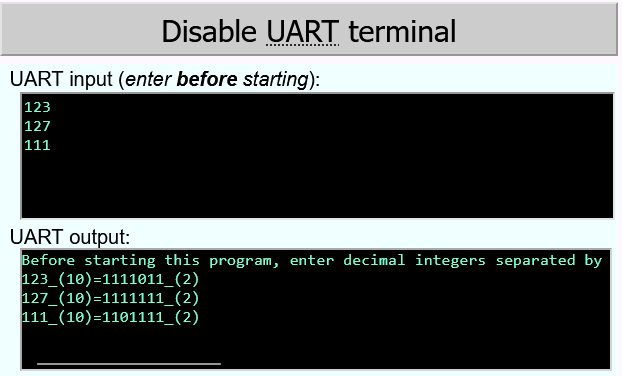 Disable UART terminal
UART input (enter before starting):
123
127
111
UART output:
Before starting this program, enter decimal integers separated by
123_(10)=1111011_(2)
127_(10)=1111111_(2)
111_(10)=1101111_(2)